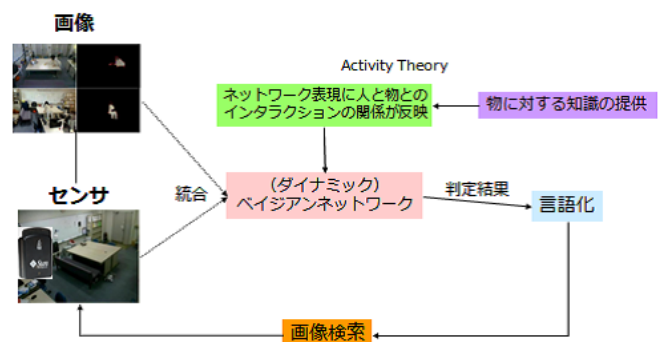 画像
Activity Theory
ネットワーク表現に人と物との
インタラクションの関係が反映
物に対する知識の提供
センサ
統合
（ダイナミック）
ベイジアンネットワーク
判定結果
言語化
Sun
画像検索